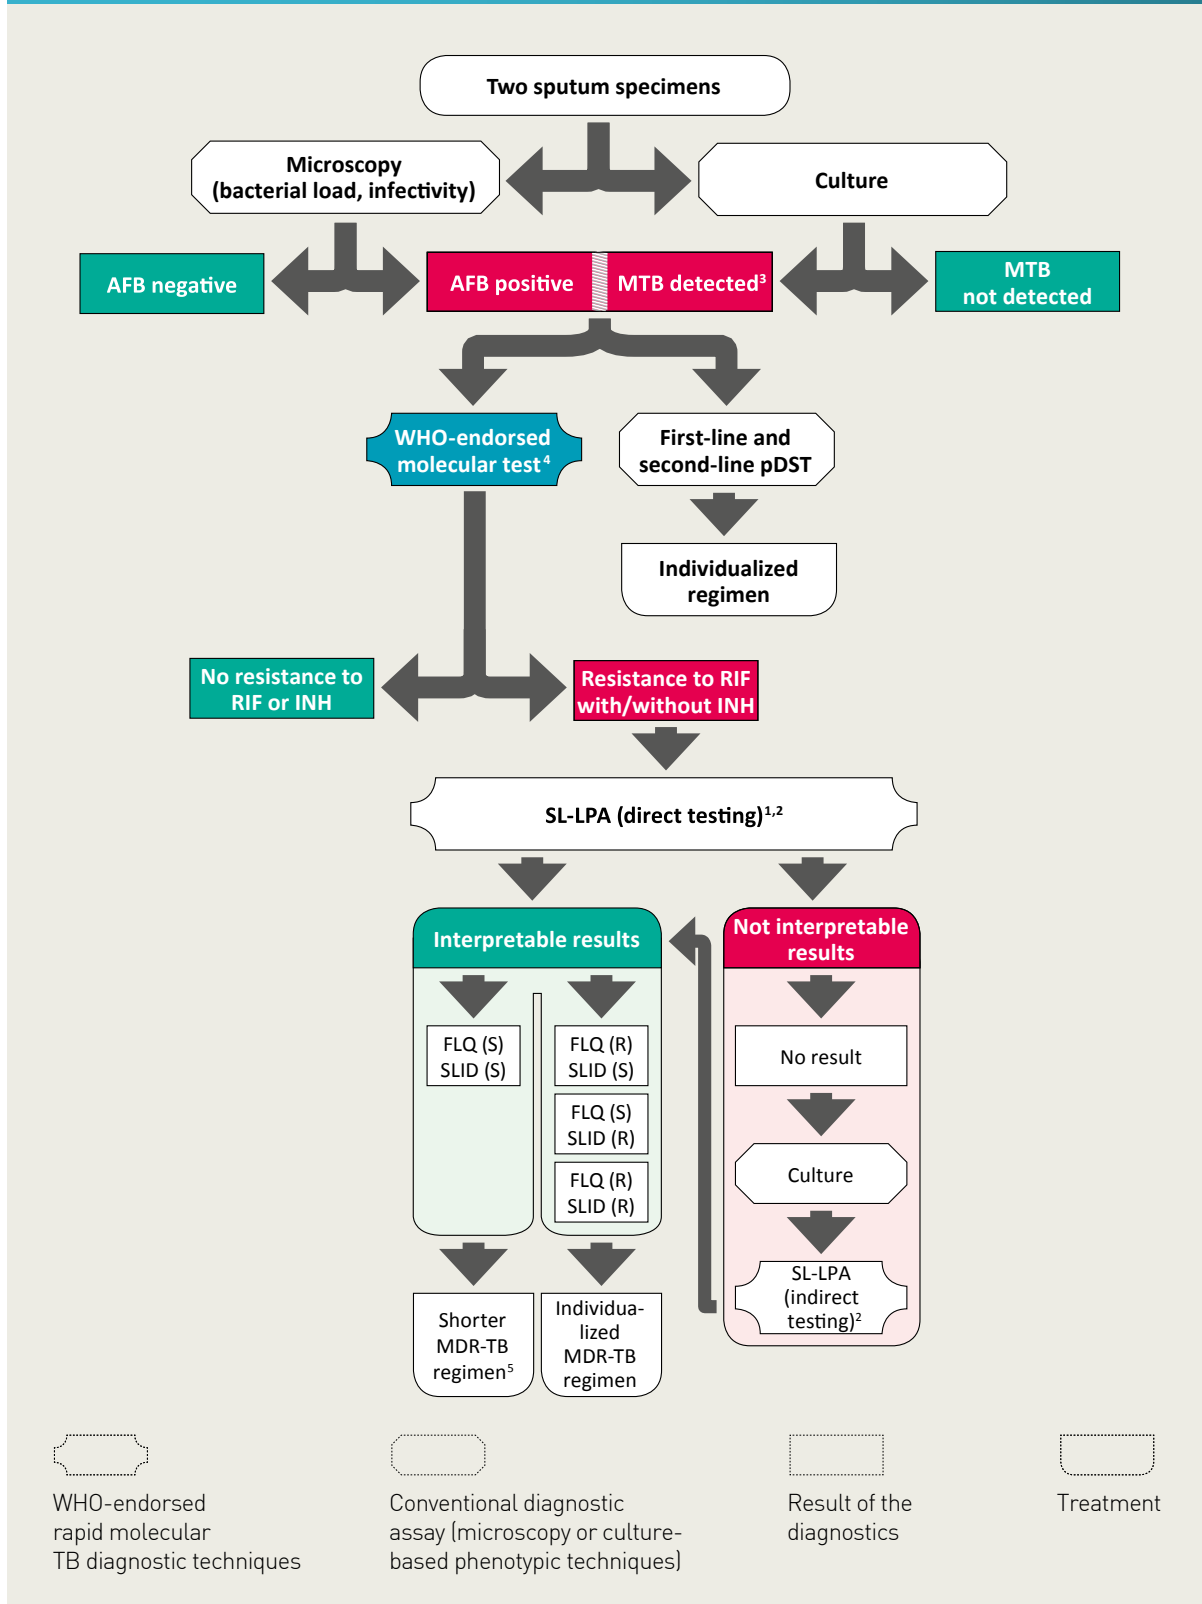 Two sputum specimens
Microscopy
(bacterial load, infectivity)
Culture
AFB negative
AFB positive
MTB detected³
MTB
not detected
WHO-endorsed
molecular test⁴
First-line and
second-line pDST
Individualized
regimen
No resistance to
RIF or INH
Resistance to RIF
with/without INH
SL-LPA (direct testing)¹,²
Interpretable results
Not interpretable
results
FLQ (S)
SLID (S)
FLQ (R)
SLID (S)
FLQ (S)
SLID (R)
FLQ (R)
SLID (R)
No result
Culture
SL-LPA
(indirect
testing)²
Shorter
MDR-TB
regimen⁵
Individua-
lized
MDR-TB
regimen
WHO-endorsed
rapid molecular
TB diagnostic techniques
Conventional diagnostic
assay (microscopy or culture-
based phenotypic techniques)
Result of the
diagnostics
Treatment